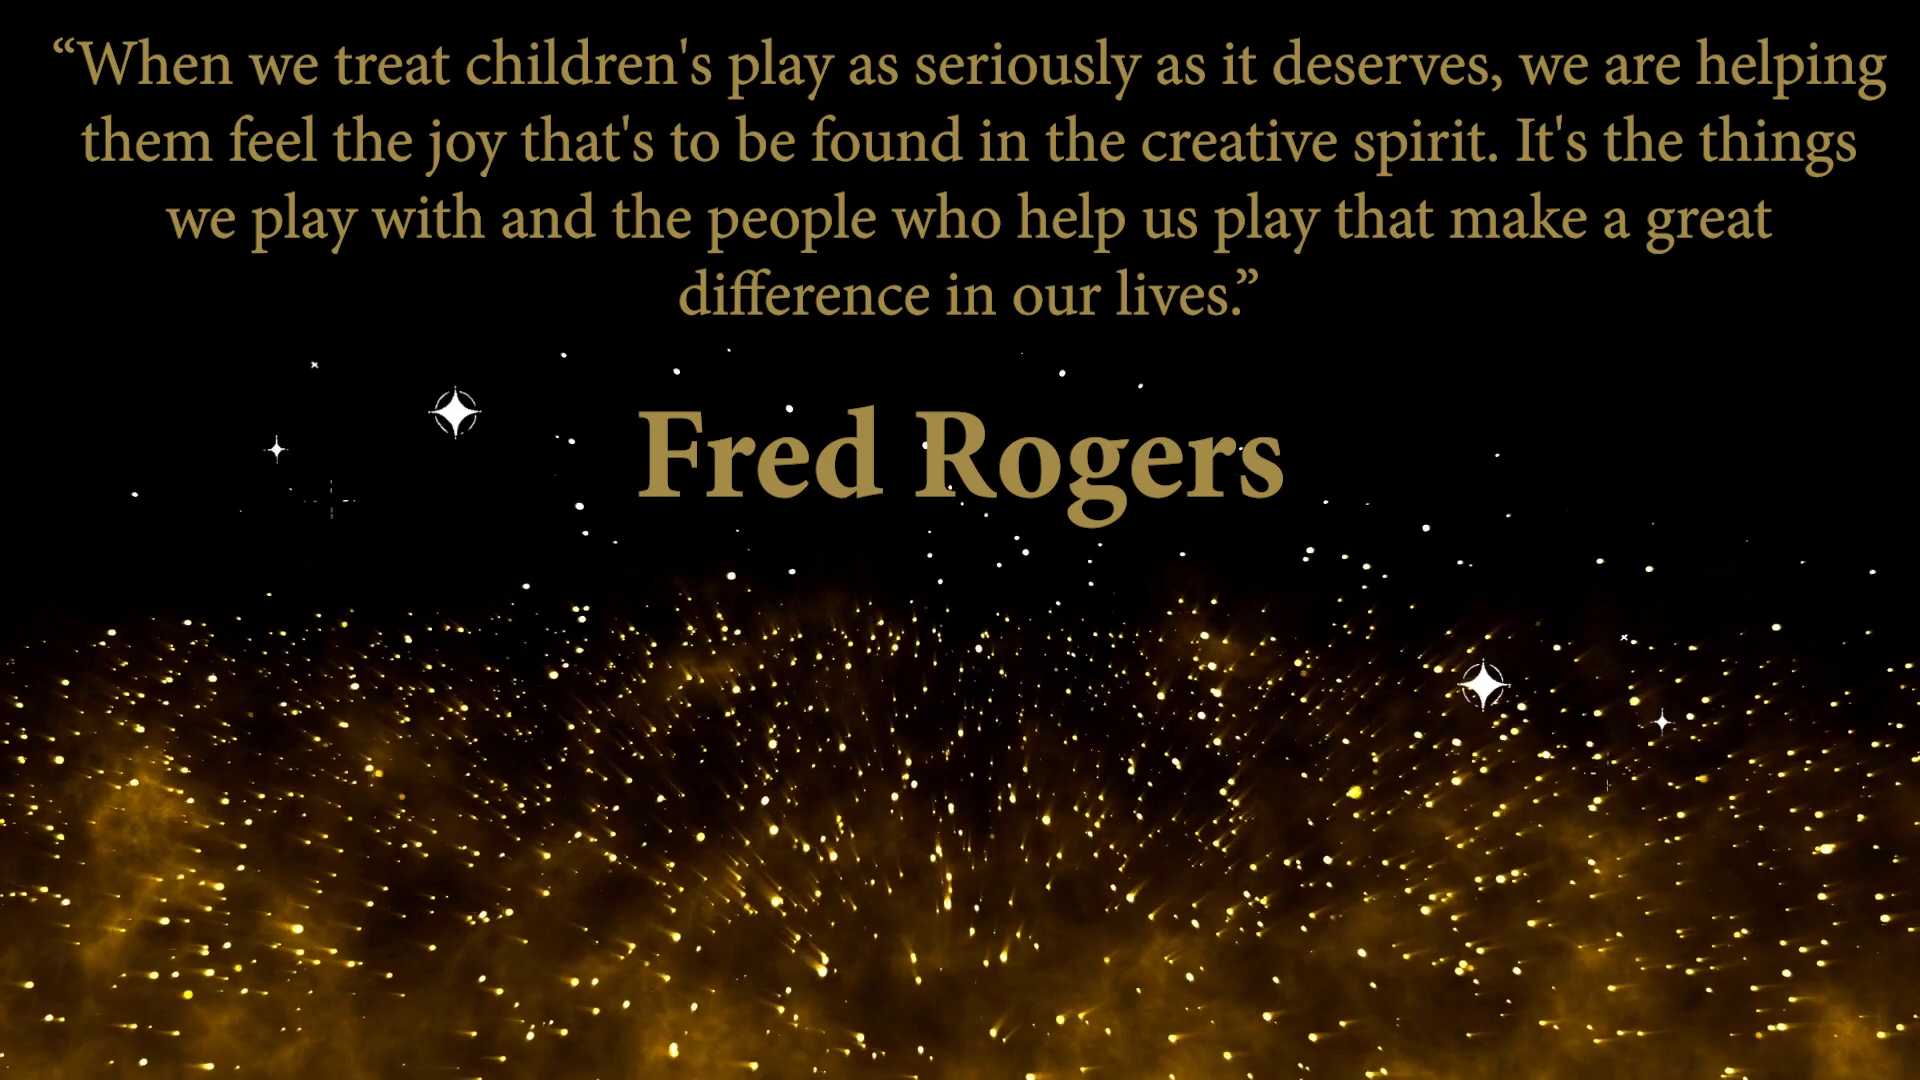 “When we treat children's play as seriously as it deserves, we are helping
them feel the joy that's to be found in the creative spirit. It's the things
we play with and the people who help us play that make a great
difference in our lives.”
Fred Rogers